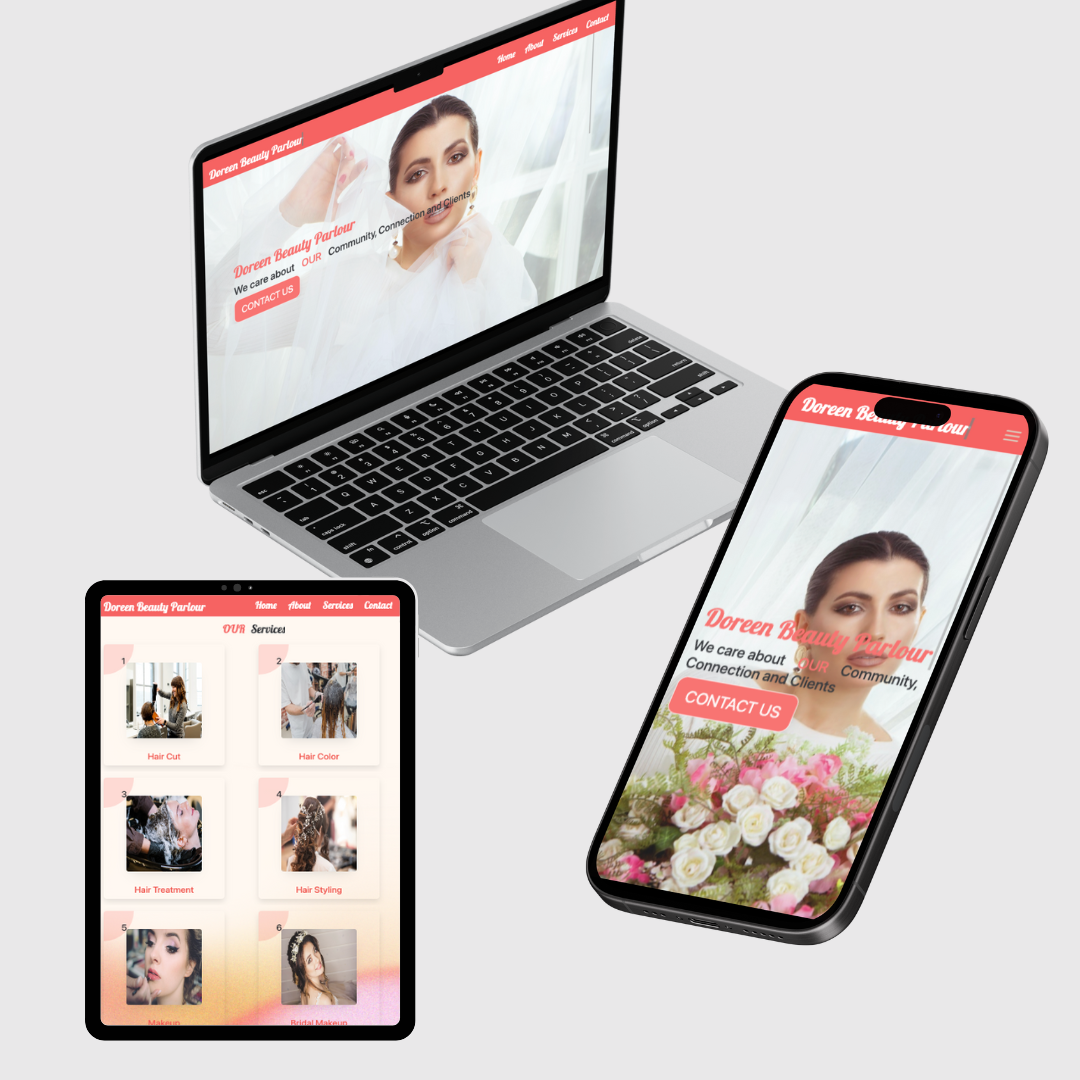 Home About Services Contact
Doreen Beauty Parlour
Doreen Beauty Parlour
We care about OUR Community, Connection and Clients
CONTACT US
Doreen Beauty Parlour
Doreen Beauty Parlour
We care about OUR Community,
Connection and Clients
CONTACT US
Doreen Beauty Parlour Home About Services Contact
OUR Services
1
Hair Cut
2
Hair Color
3
Hair Treatment
4
Hair Styling
5
Makeup
6
Bridal Makeup